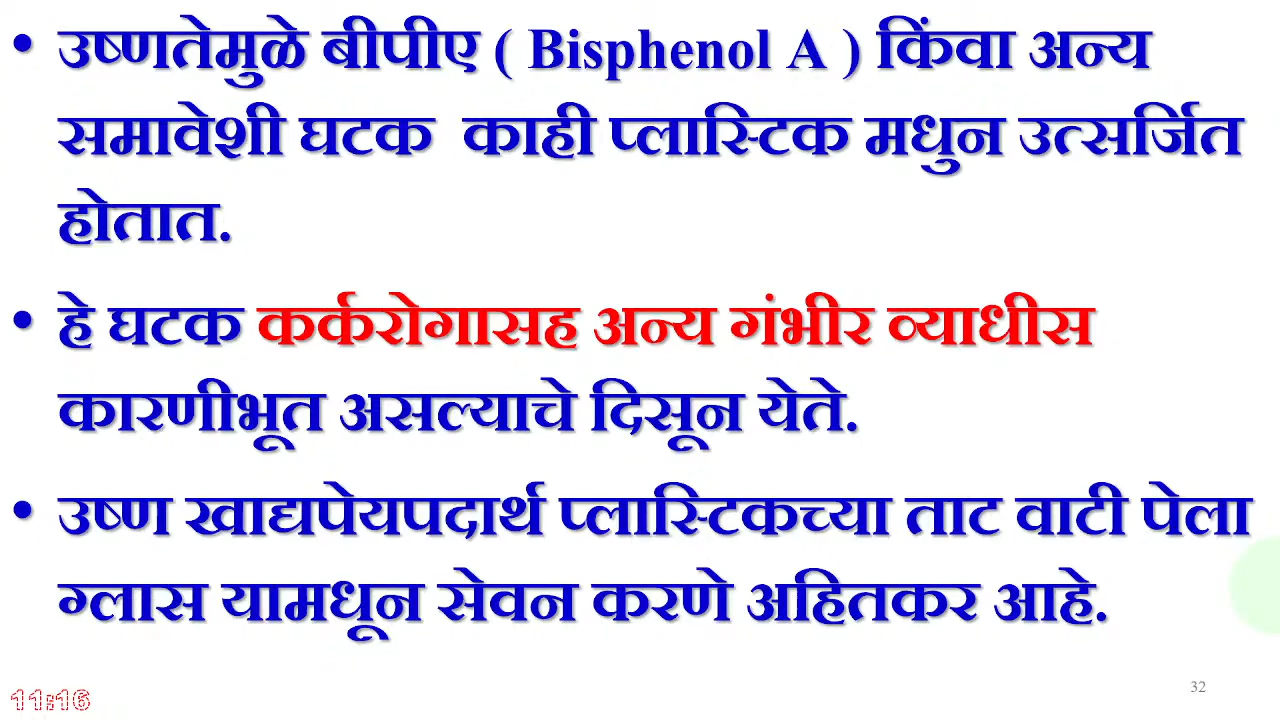 • उष्णतेमुळे बीपीए ( Bisphenol A ) किंवा अन्य
समावेशी घटक काही प्लास्टिक मधुन उत्सर्जित
होतात.
• हे घटक कर्करोगासह अन्य गंभीर व्याधीस
कारणीभूत असल्याचे दिसून येते.
• उष्ण खाद्यपेयपदार्थ प्लास्टिकच्या ताट वाटी पेला
ग्लास यामधून सेवन करणे अहितकर आहे.
11:16
32